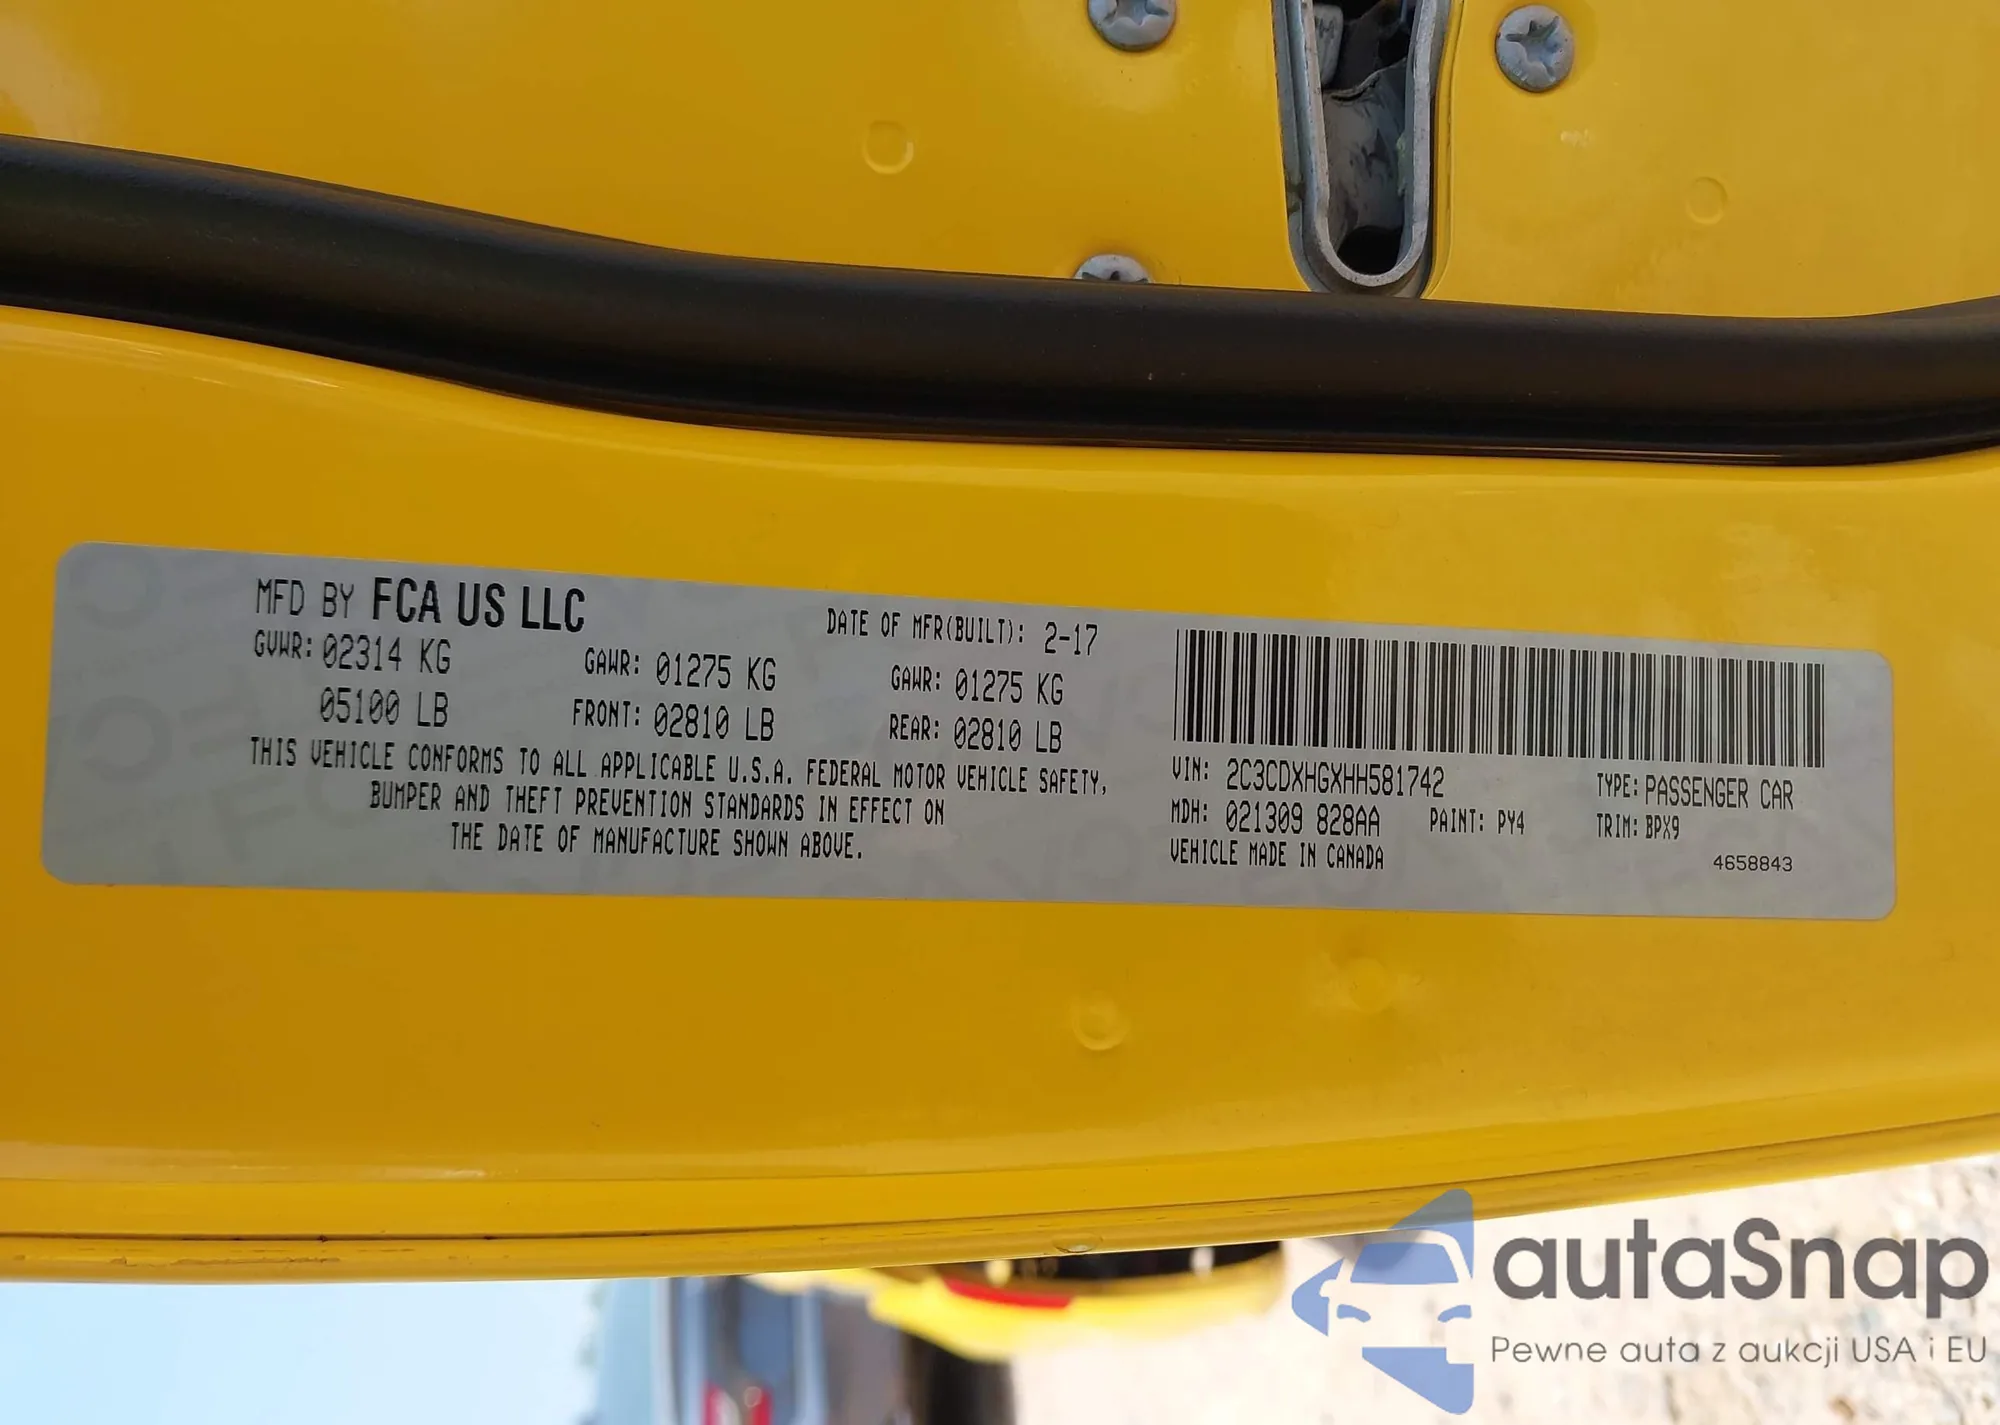 MFD BY FCA US LLC
DATE OF MFR(BUILT): 2-17
GVWR: 02314 KG
GAWR: 01275 KG
GAWR: 01275 KG
05100 LB
FRONT: 02810 LB
REAR: 02810 LB
THIS VEHICLE CONFORMS TO ALL APPLICABLE U.S.A. FEDERAL MOTOR VEHICLE SAFETY,
BUMPER AND THEFT PREVENTION STANDARDS IN EFFECT ON
THE DATE OF MANUFACTURE SHOWN ABOVE.
VIN: 2C3CDXHGXHH581742
TYPE: PASSENGER CAR
MDH: 021309 828AA
PAINT: PY4
TRIM: BPX9
VEHICLE MADE IN CANADA
4658843
autaSnap
Pewne auta z aukcji USA i EU